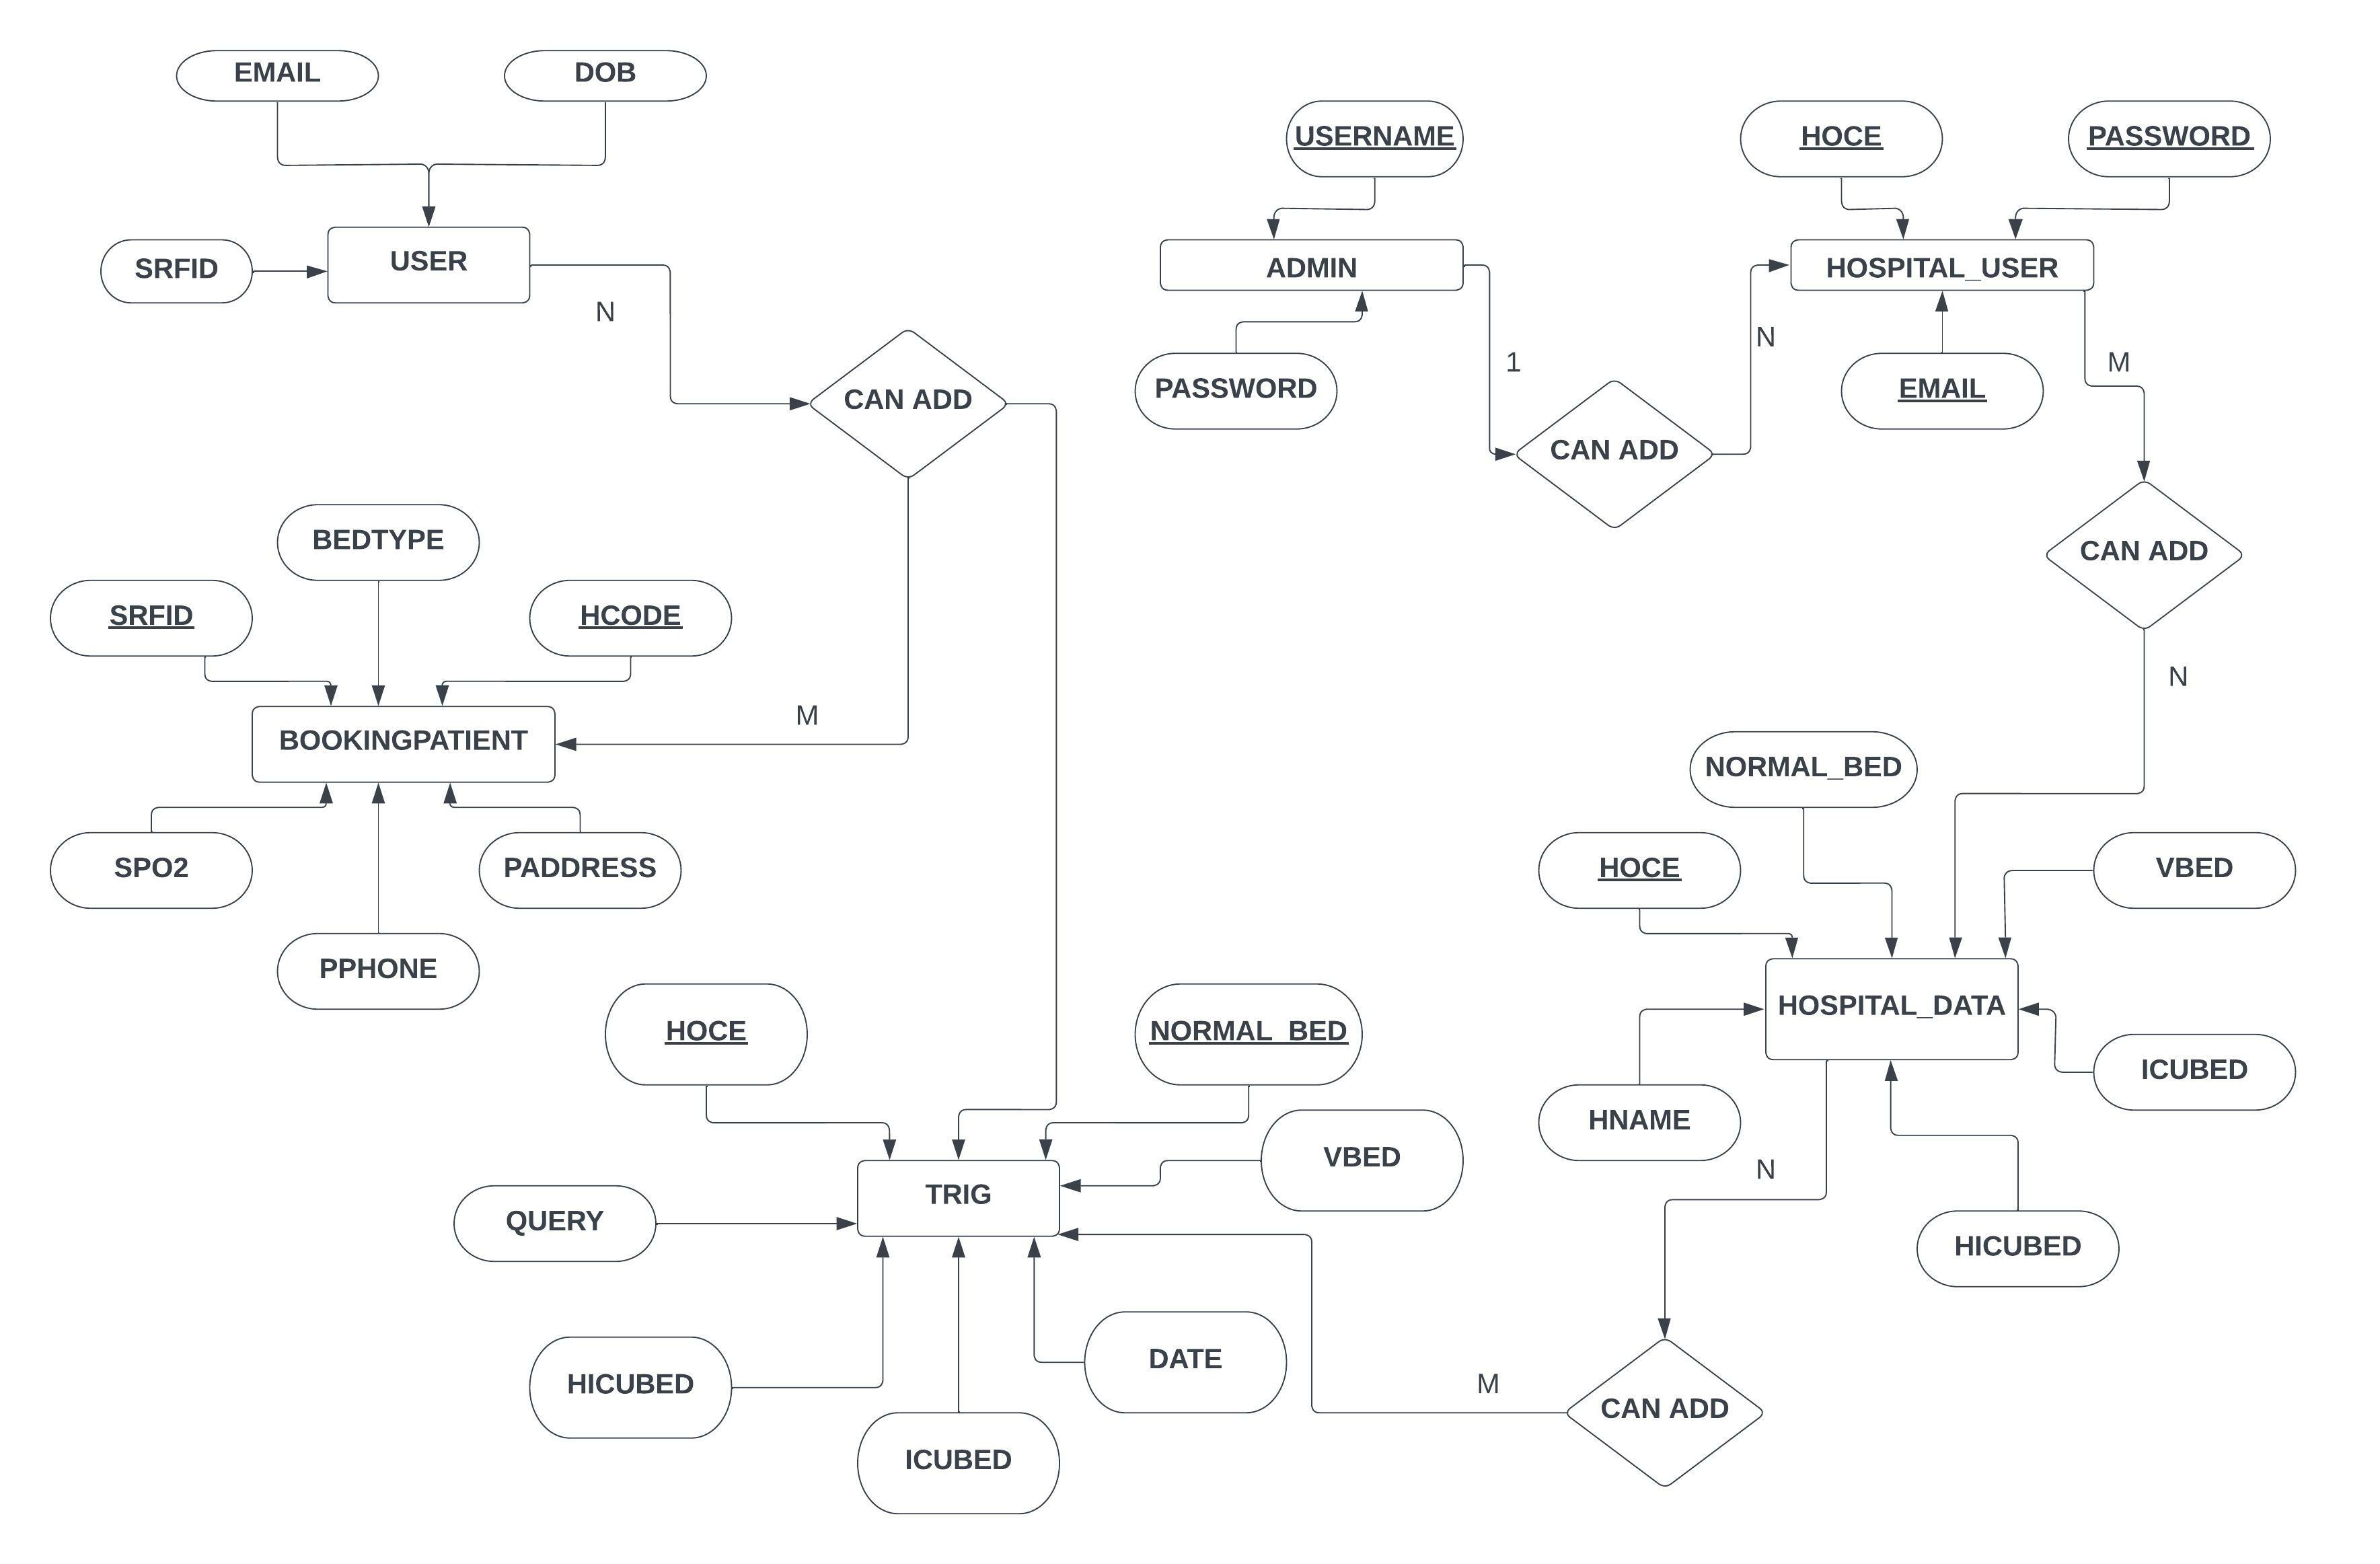 EMAIL
DOB
USERNAME
HOCE
PASSWORD
SRFID
USER
ADMIN
HOSPITAL_USER
N
N
1
M
PASSWORD
EMAIL
CAN ADD
CAN ADD
BEDTYPE
CAN ADD
SRFID
HCODE
N
M
BOOKINGPATIENT
NORMAL_BED
SPO2
PADDRESS
HOCE
VBED
PPHONE
HOSPITAL_DATA
HOCE
NORMAL_BED
ICUBED
HNAME
VBED
N
TRIG
QUERY
HICUBED
DATE
HICUBED
M
CAN ADD
ICUBED